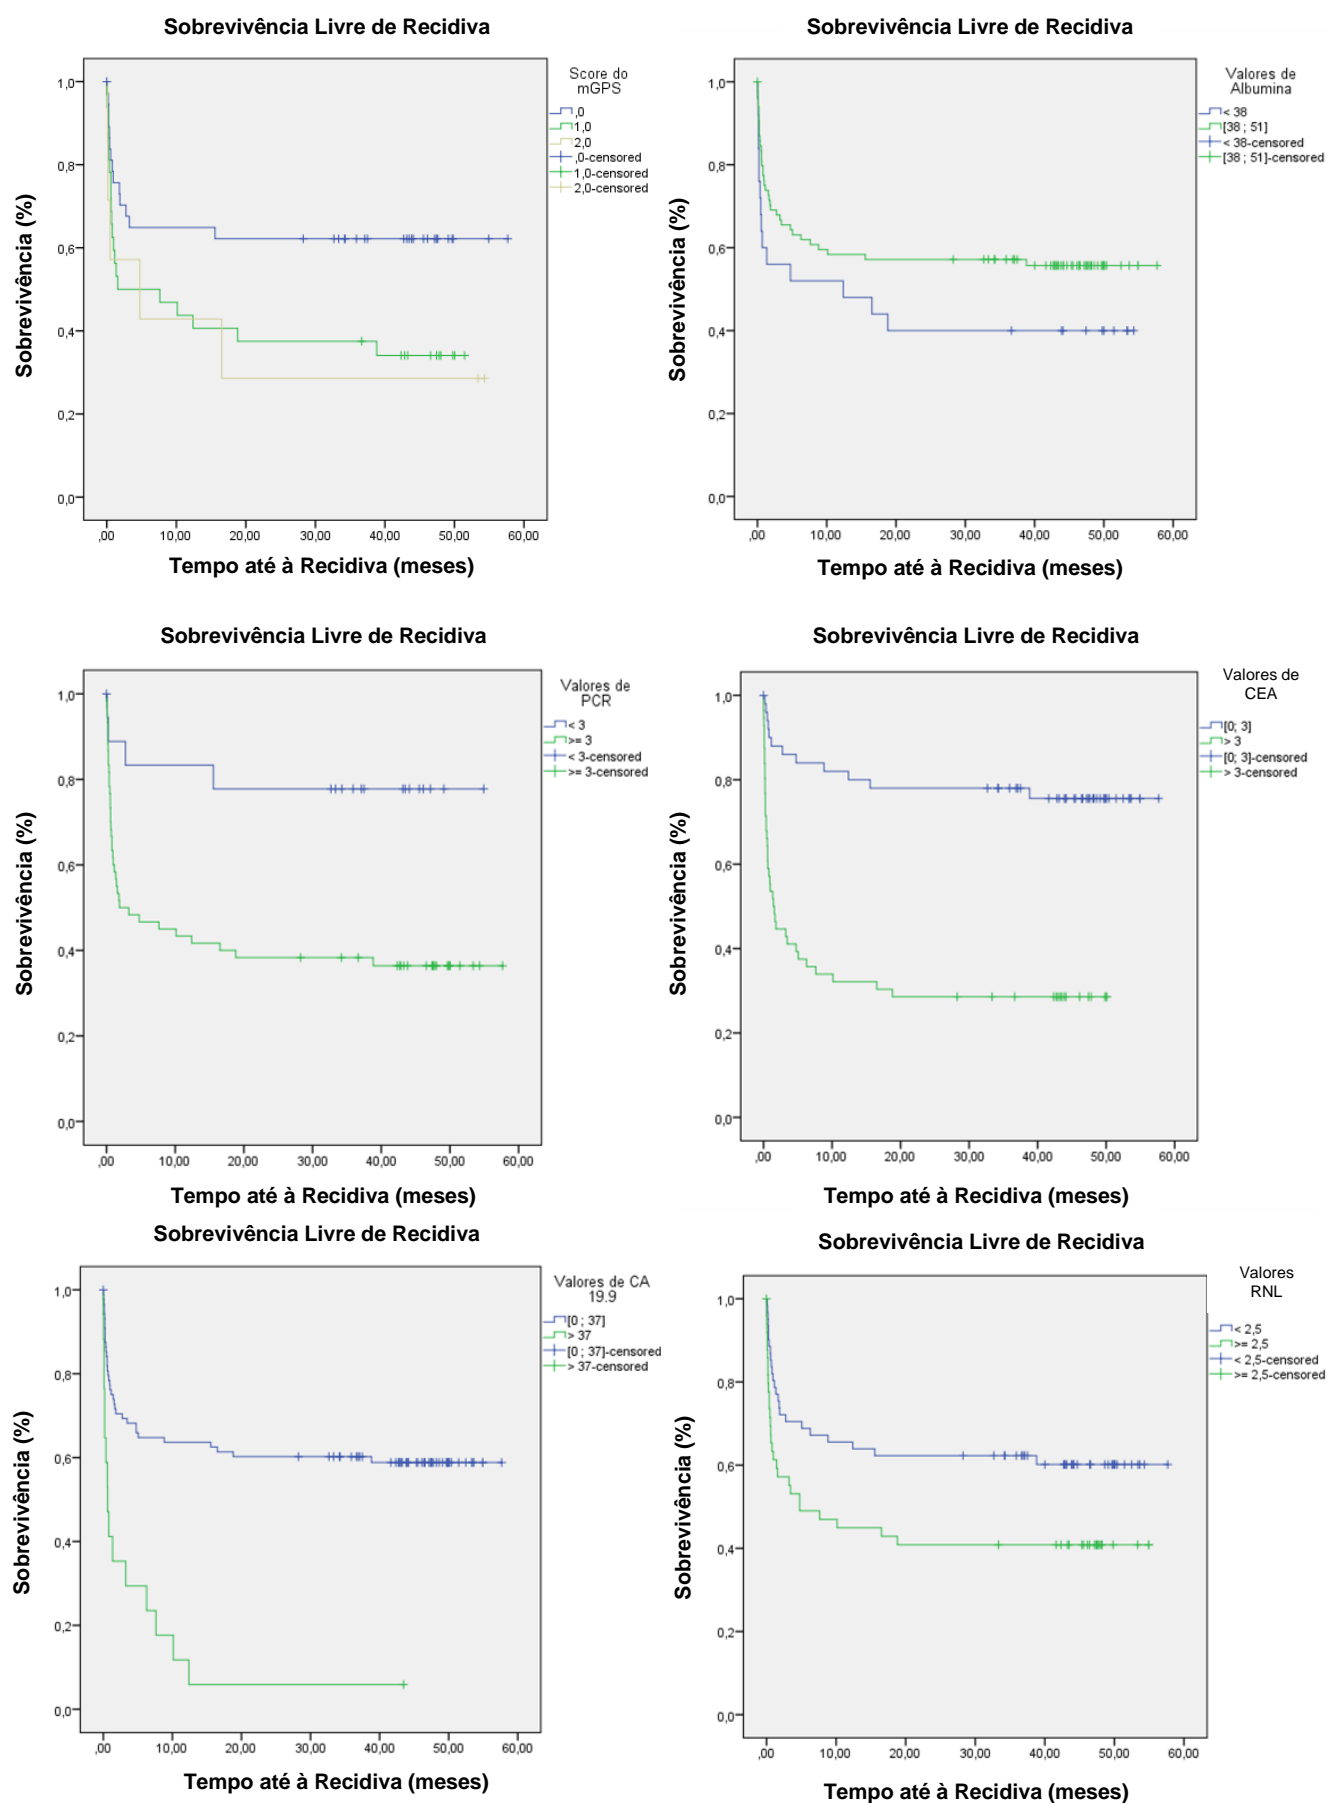 Sobrevivência Livre de Recidiva
Score do
mGPS
,0
1,0
2,0
,0-censored
1,0-censored
2,0-censored
1,0
0,8
0,6
0,4
0,2
0,0
Sobrevivência (%)
,00 10,00 20,00 30,00 40,00 50,00 60,00
Tempo até à Recidiva (meses)
Sobrevivência Livre de Recidiva
Valores de
Albumina
< 38
[38 ; 51]
< 38-censored
[38 ; 51]-censored
1,0
0,8
0,6
0,4
0,2
0,0
Sobrevivência (%)
,00 10,00 20,00 30,00 40,00 50,00 60,00
Tempo até à Recidiva (meses)
Sobrevivência Livre de Recidiva
Valores de
PCR
< 3
>= 3
< 3-censored
>= 3-censored
1,0
0,8
0,6
0,4
0,2
0,0
Sobrevivência (%)
,00 10,00 20,00 30,00 40,00 50,00 60,00
Tempo até à Recidiva (meses)
Sobrevivência Livre de Recidiva
Valores de
CEA
[0; 3]
> 3
[0; 3]-censored
> 3-censored
1,0
0,8
0,6
0,4
0,2
0,0
Sobrevivência (%)
,00 10,00 20,00 30,00 40,00 50,00 60,00
Tempo até à Recidiva (meses)
Sobrevivência Livre de Recidiva
Valores de CA
19.9
[0 ; 37]
> 37
[0 ; 37]-censored
> 37-censored
1,0
0,8
0,6
0,4
0,2
0,0
Sobrevivência (%)
,00 10,00 20,00 30,00 40,00 50,00 60,00
Tempo até à Recidiva (meses)
Sobrevivência Livre de Recidiva
Valores
RNL
< 2,5
>= 2,5
< 2,5-censored
>= 2,5-censored
1,0
0,8
0,6
0,4
0,2
0,0
Sobrevivência (%)
,00 10,00 20,00 30,00 40,00 50,00 60,00
Tempo até à Recidiva (meses)